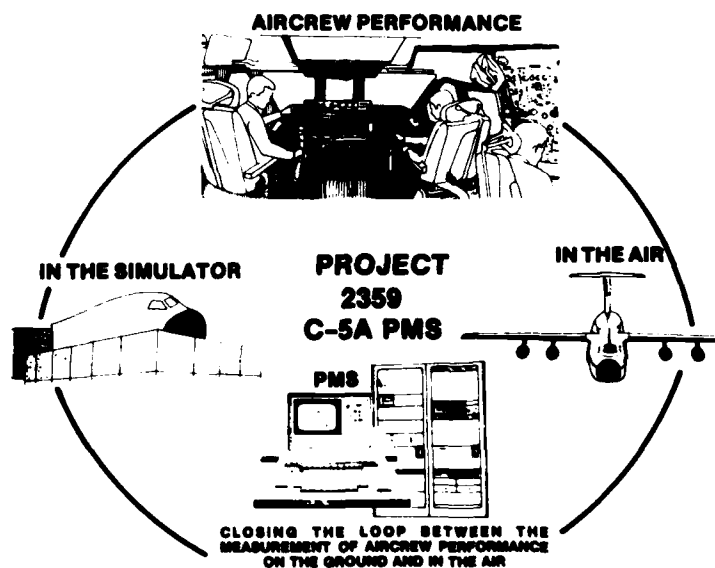 AIRCREW PERFORMANCE
IN THE SIMULATOR
PROJECT
2359
C-5A PMS
IN THE AIR
PMS
CLOSING THE LOOP BETWEEN THE
MEASUREMENT OF AIRCREW PERFORMANCE
ON THE GROUND AND IN THE AIR